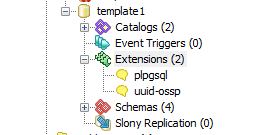 template1
Catalogs (2)
Event Triggers (0)
Extensions (2)
plpgsql
uuid-ossp
Schemas (4)
Slony Replication (0)